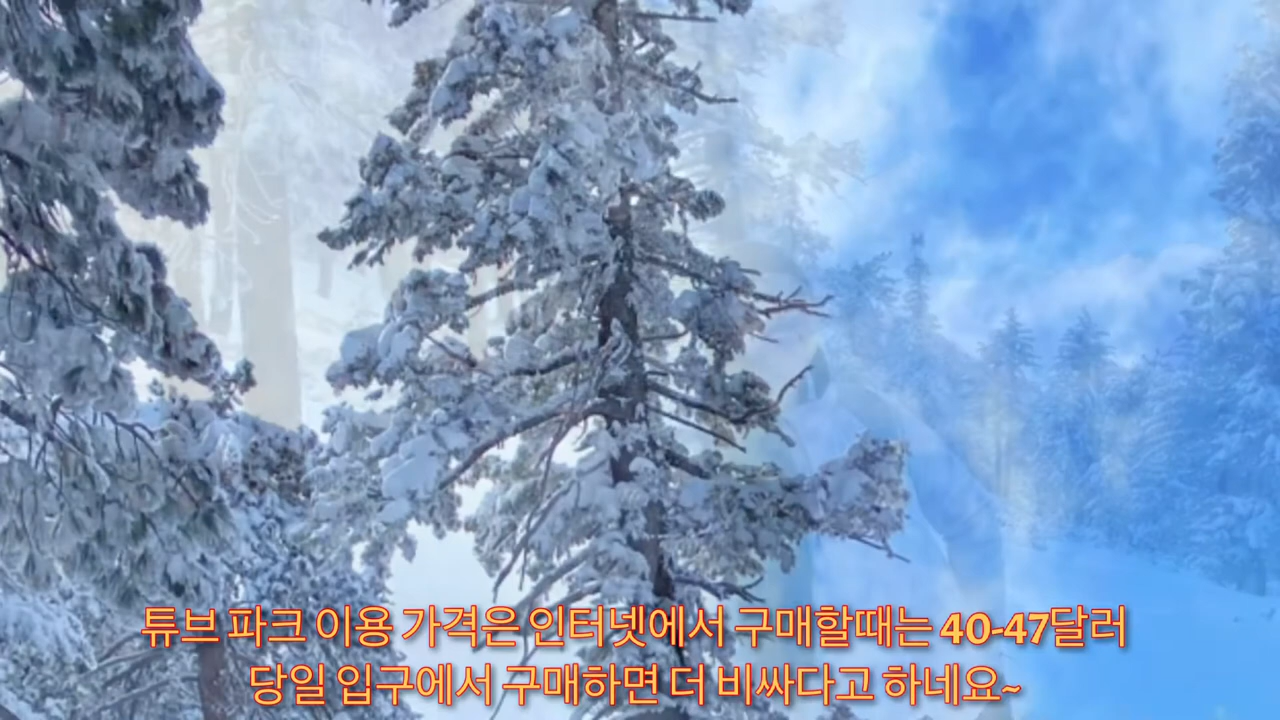 튜브 파크 이용 가격은 인터넷에서 구매할때는 40-47달러
당일 입구에서 구매하면 더 비싸다고 하네요~